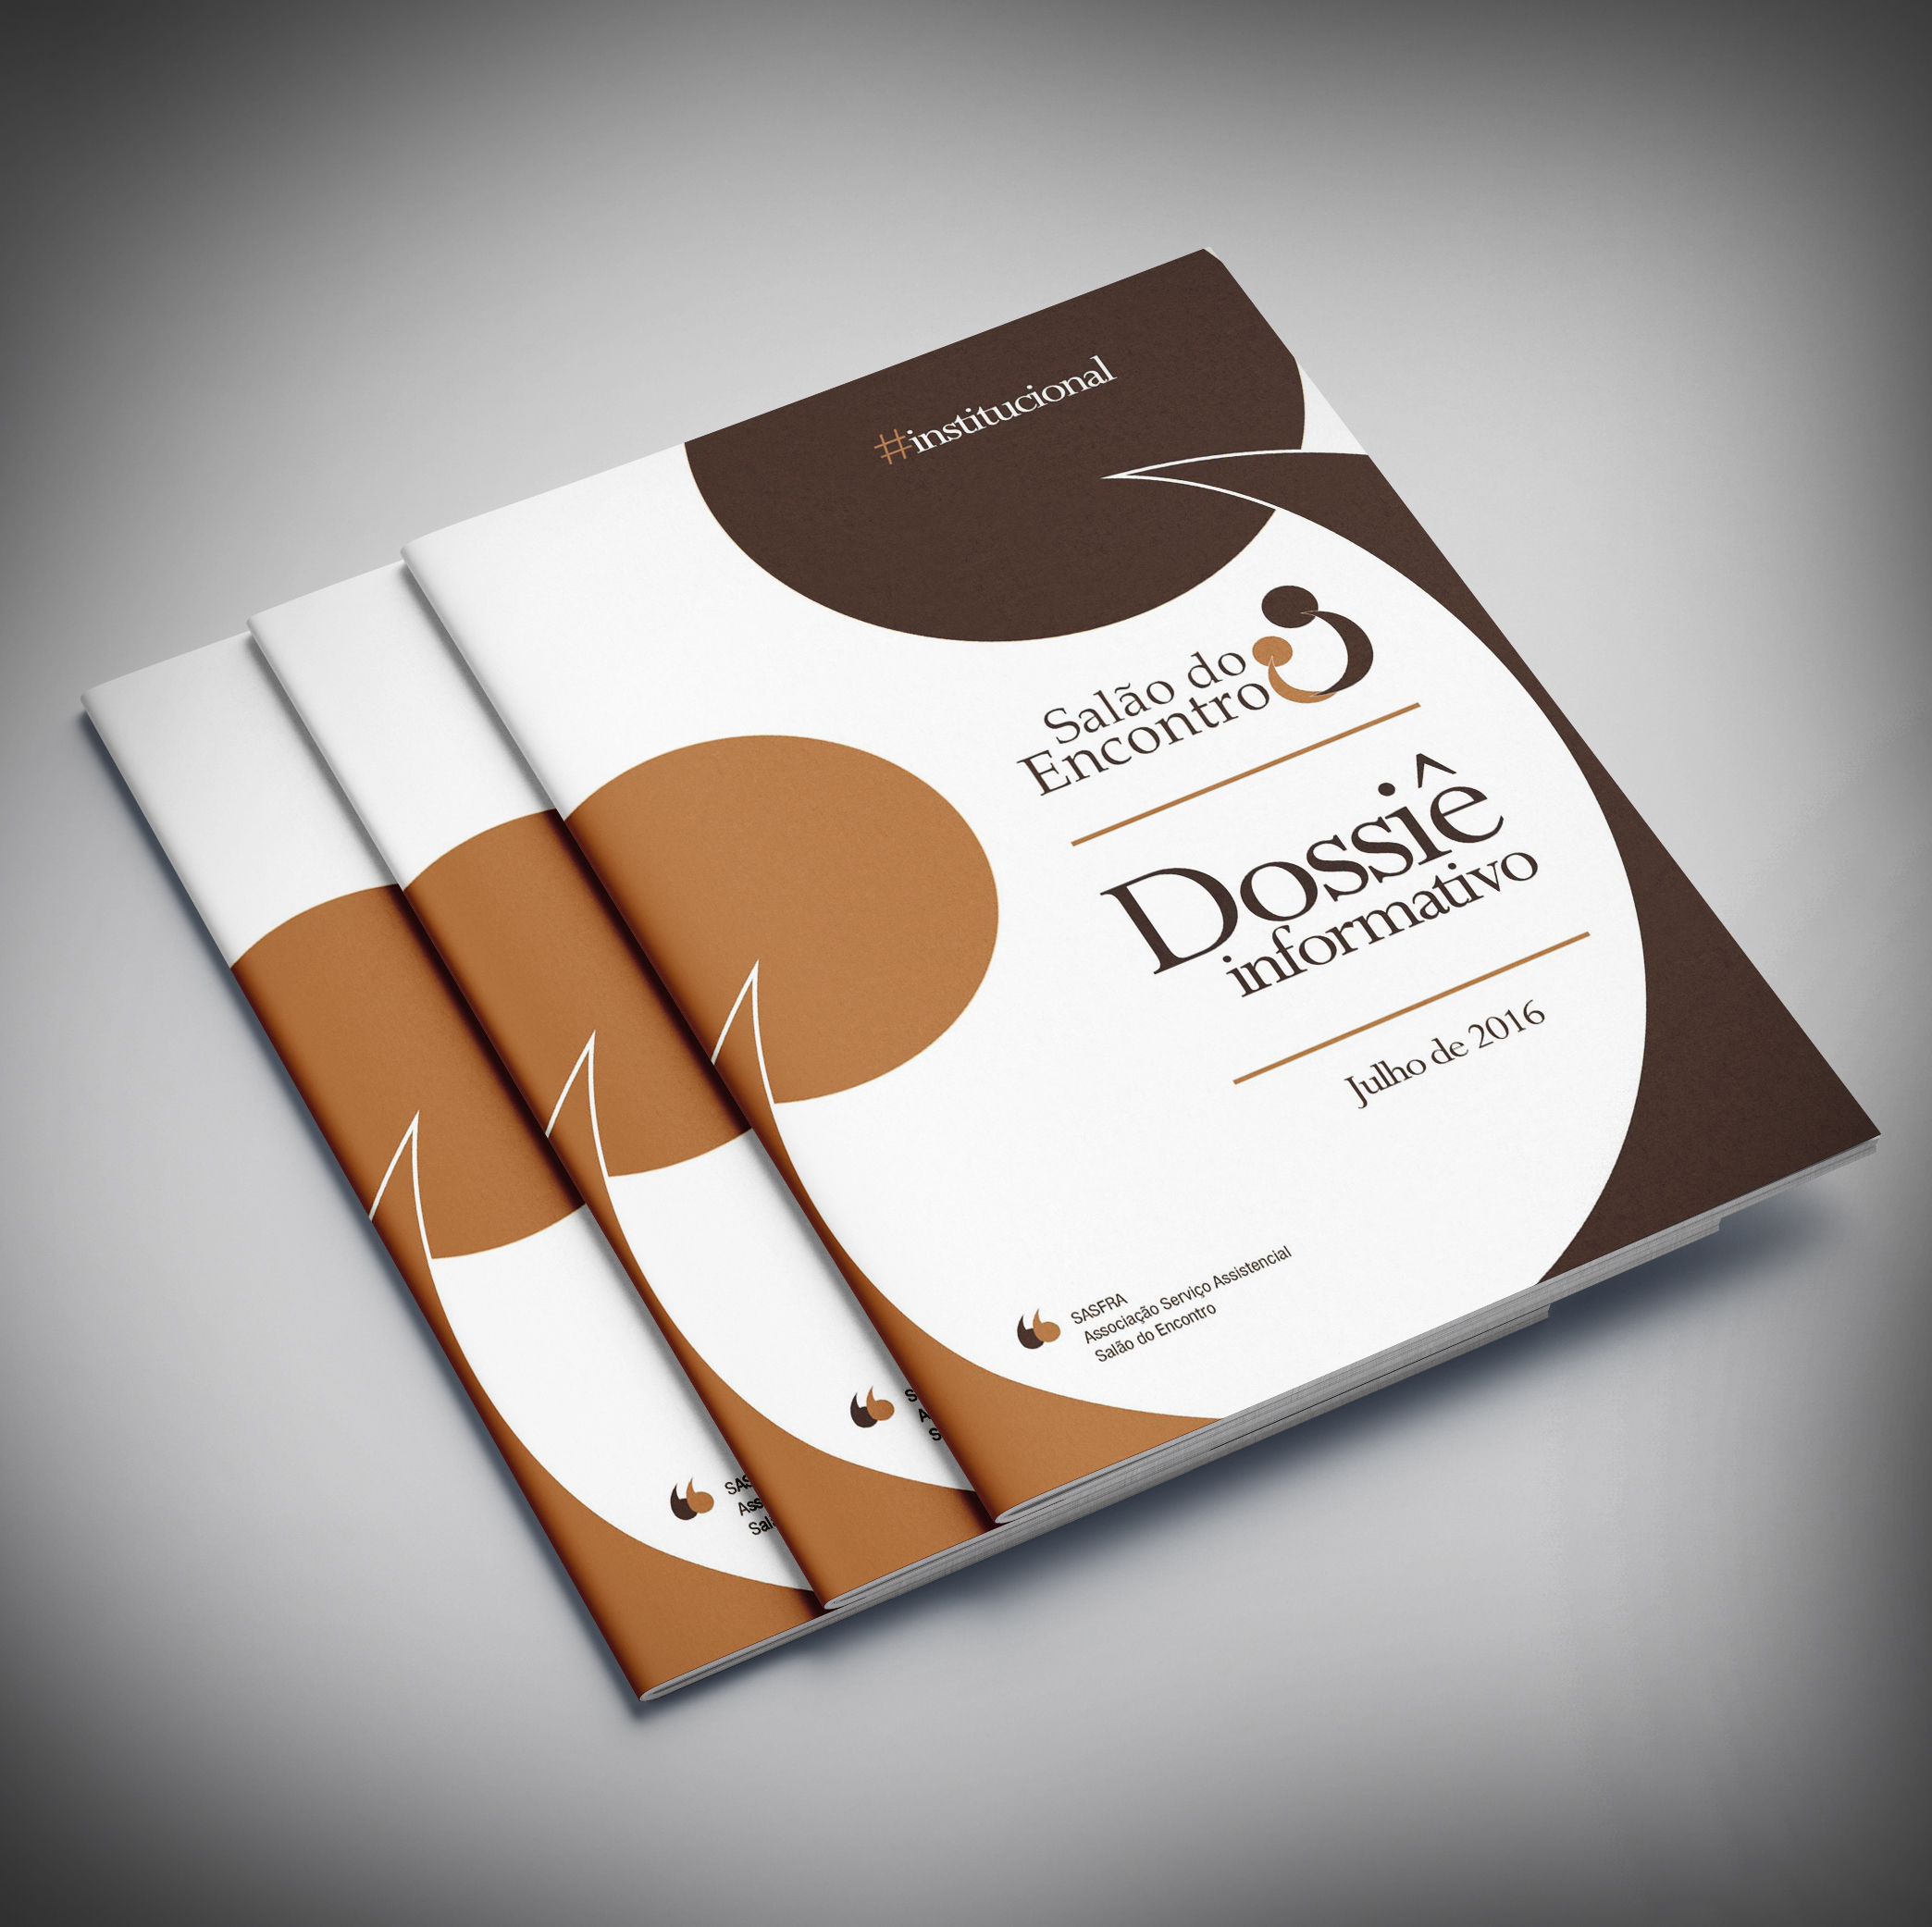 #institucional
Salão do
Encontro
Dossiê
informativo
Julho de 2016
SASFRA
Associação Serviço Assistencial
Salão do Encontro